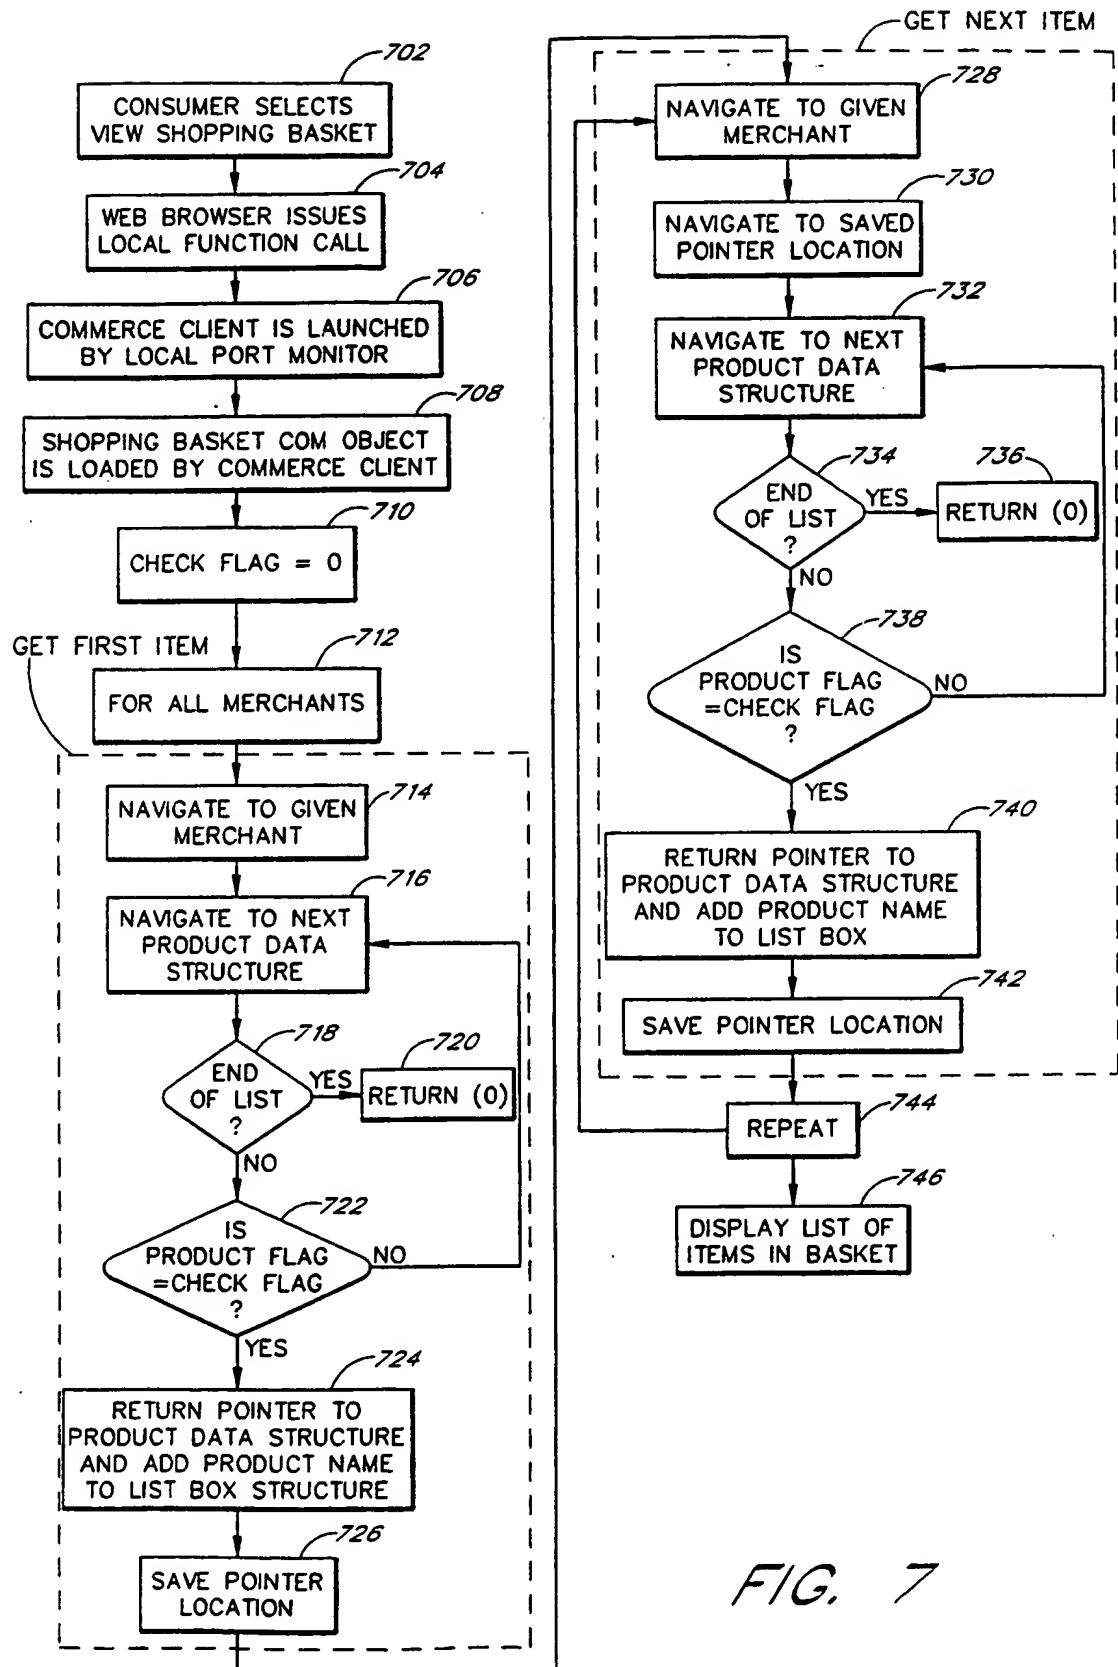 702
CONSUMER SELECTS
VIEW SHOPPING BASKET
704
WEB BROWSER ISSUES
LOCAL FUNCTION CALL
706
COMMERCE CLIENT IS LAUNCHED
BY LOCAL PORT MONITOR
708
SHOPPING BASKET COM OBJECT
IS LOADED BY COMMERCE CLIENT
710
CHECK FLAG = 0
GET FIRST ITEM
712
FOR ALL MERCHANTS
714
NAVIGATE TO GIVEN
MERCHANT
716
NAVIGATE TO NEXT
PRODUCT DATA
STRUCTURE
718
END
OF LIST
?
YES
720
RETURN (0)
NO
722
IS
PRODUCT FLAG
=CHECK FLAG
?
NO
YES
724
RETURN POINTER TO
PRODUCT DATA STRUCTURE
AND ADD PRODUCT NAME
TO LIST BOX STRUCTURE
726
SAVE POINTER
LOCATION
GET NEXT ITEM
728
NAVIGATE TO GIVEN
MERCHANT
730
NAVIGATE TO SAVED
POINTER LOCATION
732
NAVIGATE TO NEXT
PRODUCT DATA
STRUCTURE
734
END
OF LIST
?
YES
736
RETURN (0)
NO
738
IS
PRODUCT FLAG
=CHECK FLAG
?
NO
YES
740
RETURN POINTER TO
PRODUCT DATA STRUCTURE
AND ADD PRODUCT NAME
TO LIST BOX
742
SAVE POINTER LOCATION
744
REPEAT
746
DISPLAY LIST OF
ITEMS IN BASKET
FIG. 7